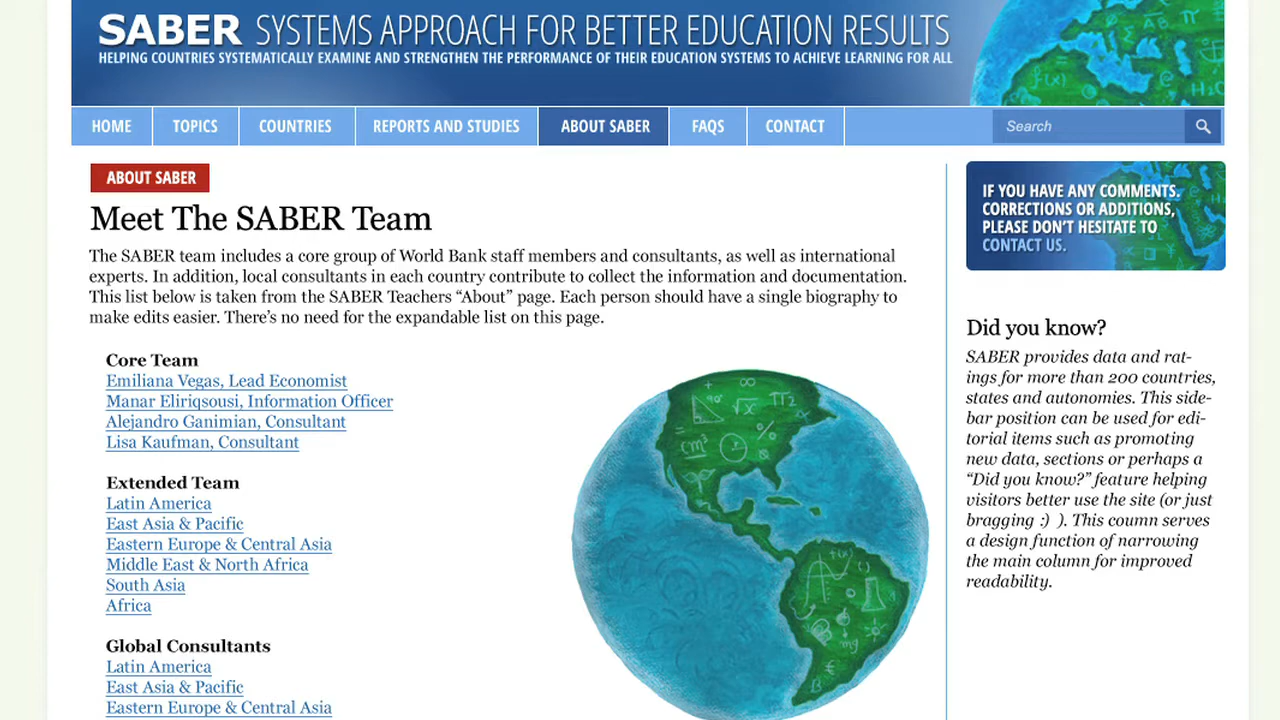 SABER SYSTEMS APPROACH FOR BETTER EDUCATION RESULTS
HELPING COUNTRIES SYSTEMATICALLY EXAMINE AND STRENGTHEN THE PERFORMANCE OF THEIR EDUCATION SYSTEMS TO ACHIEVE LEARNING FOR ALL
HOME TOPICS COUNTRIES REPORTS AND STUDIES ABOUT SABER FAQS CONTACT Search
ABOUT SABER
Meet The SABER Team
The SABER team includes a core group of World Bank staff members and consultants, as well as international
experts. In addition, local consultants in each country contribute to collect the information and documentation.
This list below is taken from the SABER Teachers “About” page. Each person should have a single biography to
make edits easier. There’s no need for the expandable list on this page.
Core Team
Emiliana Vegas, Lead Economist
Manar Eliriqsousi, Information Officer
Alejandro Ganimian, Consultant
Lisa Kaufman, Consultant
Extended Team
Latin America
East Asia & Pacific
Eastern Europe & Central Asia
Middle East & North Africa
South Asia
Africa
Global Consultants
Latin America
East Asia & Pacific
Eastern Europe & Central Asia
IF YOU HAVE ANY COMMENTS.
CORRECTIONS OR ADDITIONS,
PLEASE DON’T HESITATE TO
CONTACT US.
Did you know?
SABER provides data and rat-
ings for more than 200 countries,
states and autonomies. This side-
bar position can be used for edi-
torial items such as promoting
new data, sections or perhaps a
“Did you know?” feature helping
visitors better use the site (or just
bragging :) ). This coumn serves
a design function of narrowing
the main column for improved
readability.